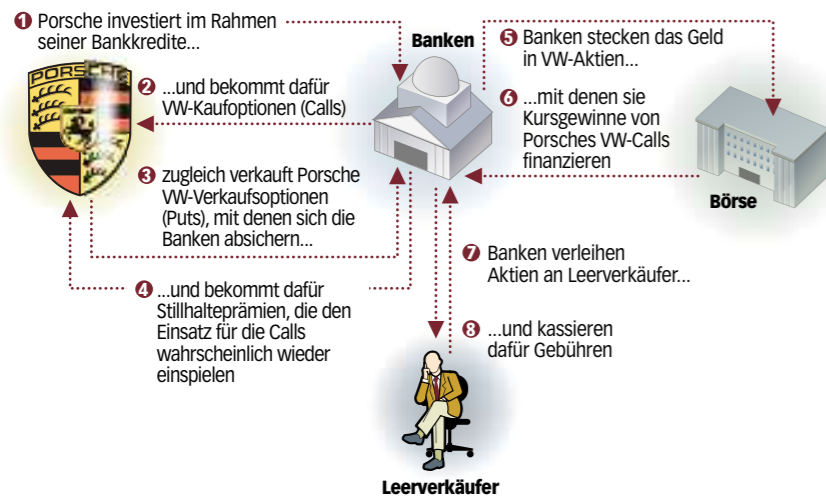 ❶ Porsche investiert im Rahmen
seiner Bankkredite...
PORSCHE
❷ ...und bekommt dafür
VW-Kaufoptionen (Calls)
❸ zugleich verkauft Porsche
VW-Verkaufsoptionen
(Puts), mit denen sich die
Banken absichern...
❹ ...und bekommt dafür
Stillhalteprämien, die den
Einsatz für die Calls
wahrscheinlich wieder
einspielen
Banken
❺ Banken stecken das Geld
in VW-Aktien...
❻ ...mit denen sie
Kursgewinne von
Porsches VW-Calls
finanzieren
Börse
❼ Banken verleihen
Aktien an Leerverkäufer...
❽ ...und kassieren
dafür Gebühren
Leerverkäufer